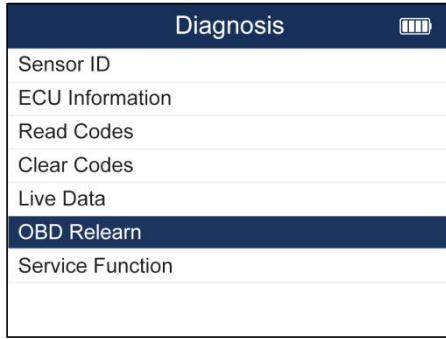 Diagnosis
Sensor ID
ECU Information
Read Codes
Clear Codes
Live Data
OBD Relearn
Service Function